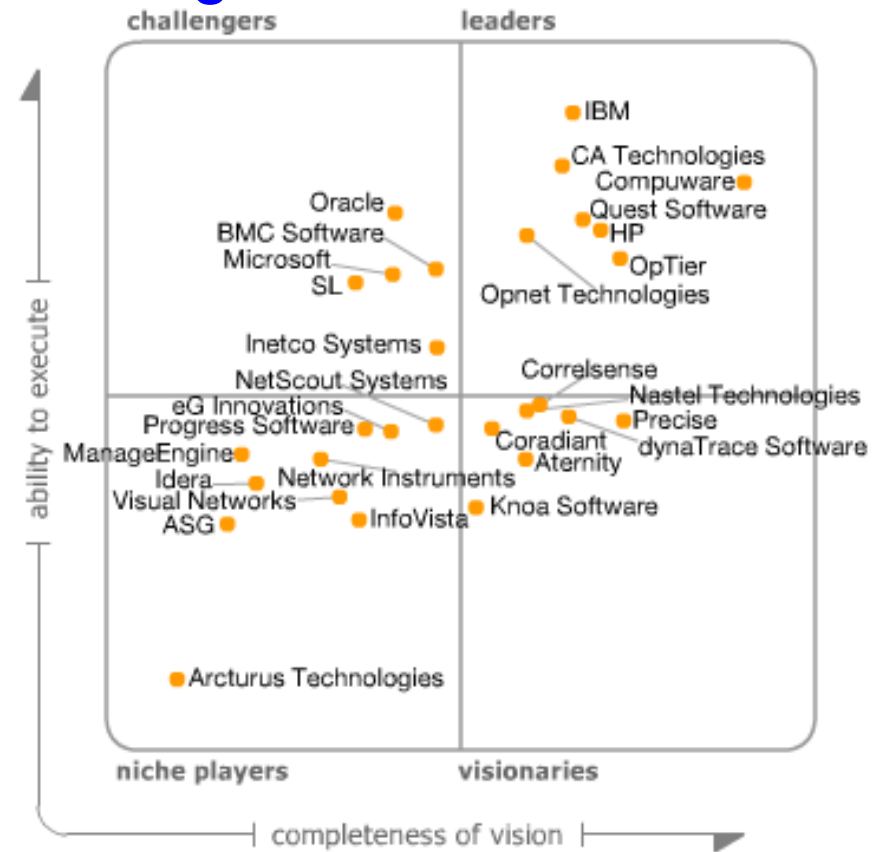 challengers
leaders
IBM
CA Technologies
Compuware
Oracle
Quest Software
BMC Software
HP
Microsoft
OpTier
SL
Opnet Technologies
Inetco Systems
Correlsense
NetScout Systems
Nastel Technologies
eG Innovations
Progress Software
Precise
Coradiant
dynaTrace Software
ManageEngine
Aternity
Idera
Network Instruments
Visual Networks
Knoa Software
ASG
InfoVista
Arcturus Technologies
niche players
visionaries
ability to execute
completeness of vision